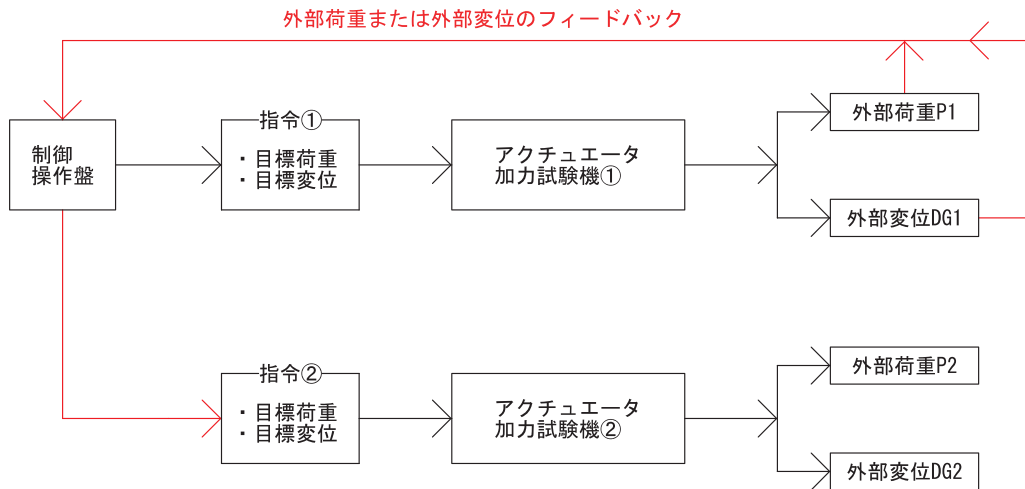 外部荷重または外部変位のフィードバック
制御
操作盤
指令①
・目標荷重
・目標変位
アクチュエータ
加力試験機①
外部荷重P1
外部変位DG1
指令②
・目標荷重
・目標変位
アクチュエータ
加力試験機②
外部荷重P2
外部変位DG2